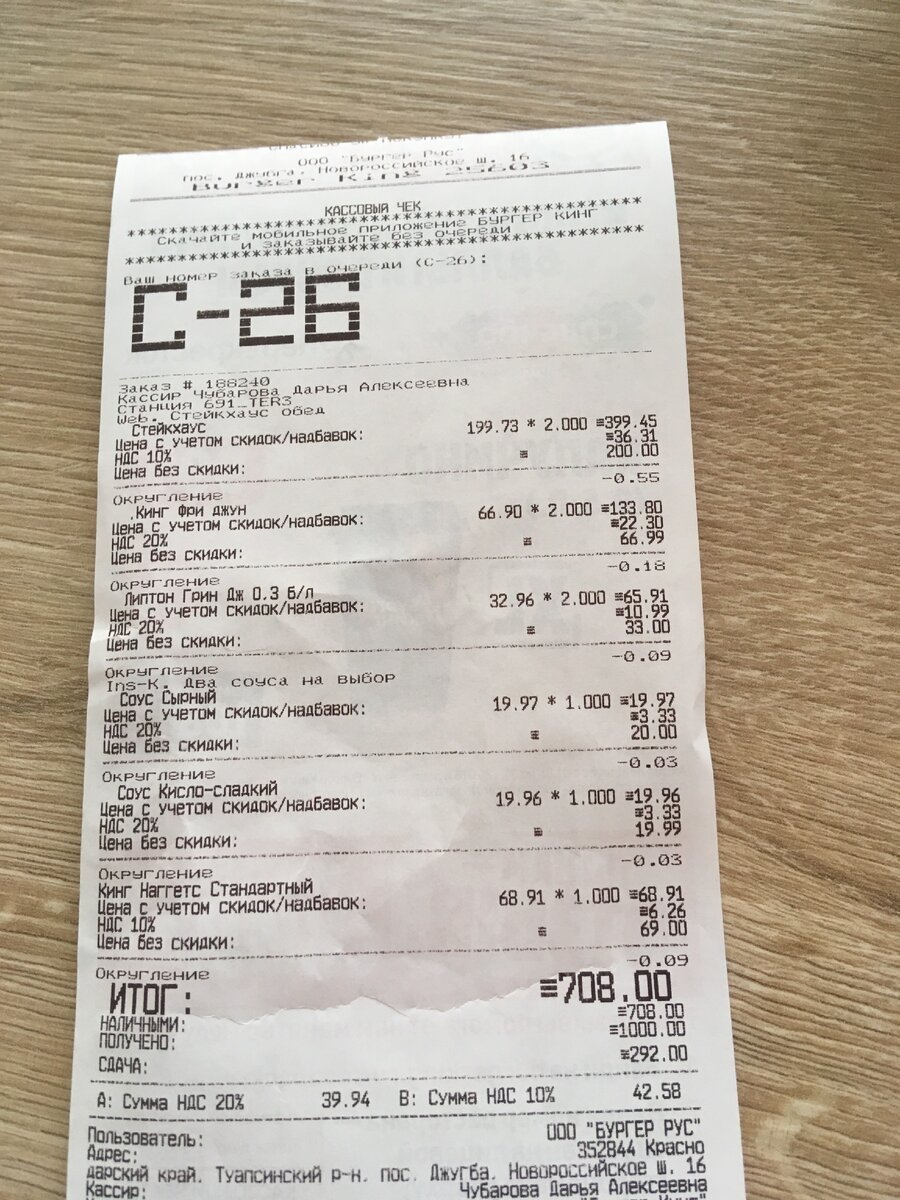 ООО "Бургер Рус"
пос. Джубга, Новороссийское ш. 16
Burger King
КАССОВЫЙ ЧЕК
************************************************
Скачайте мобильное приложение БУРГЕР КИНГ
и заказывайте без очереди
************************************************
Ваш номер заказа в очереди (C-26):
C-26
Заказ # 188240
Кассир Чубарова Дарья Алексеевна
Станция 691_TER3
Web. Стейкхаус обед
Стейкхаус 199.73 * 2.000 ≡399.45
Цена с учетом скидок/надбавок: ≡36.31
НДС 10% ≡ 200.00
Цена без скидки:
-0.55
Округление
.Кинг Фри джун 66.90 * 2.000 ≡133.80
Цена с учетом скидок/надбавок: ≡22.30
НДС 20% ≡ 66.99
Цена без скидки:
-0.18
Округление
Липтон Грин Дж 0.3 б/л 32.96 * 2.000 ≡65.91
Цена с учетом скидок/надбавок: ≡10.99
НДС 20% ≡ 33.00
Цена без скидки:
-0.09
Округление
Ins-K. Два соуса на выбор
Соус Сырный 19.97 * 1.000 ≡19.97
Цена с учетом скидок/надбавок: ≡3.33
НДС 20% ≡ 20.00
Цена без скидки:
-0.03
Округление
Соус Кисло-сладкий 19.96 * 1.000 ≡19.96
Цена с учетом скидок/надбавок: ≡3.33
НДС 20% ≡ 19.99
Цена без скидки:
-0.03
Округление
Кинг Наггетс Стандартный 68.91 * 1.000 ≡68.91
Цена с учетом скидок/надбавок: ≡6.26
НДС 10% ≡ 69.00
Цена без скидки:
-0.09
Округление
ИТОГ: ≡708.00
НАЛИЧНЫМИ: ≡708.00
ПОЛУЧЕНО: ≡1000.00
СДАЧА: ≡292.00
А: Сумма НДС 20% 39.94 В: Сумма НДС 10% 42.58
Пользователь: ООО "БУРГЕР РУС"
Адрес: 352844 Красно
дарский край, Туапсинский р-н, пос. Джугба, Новороссийское ш. 16
Кассир: Чубарова Дарья Алексеевна